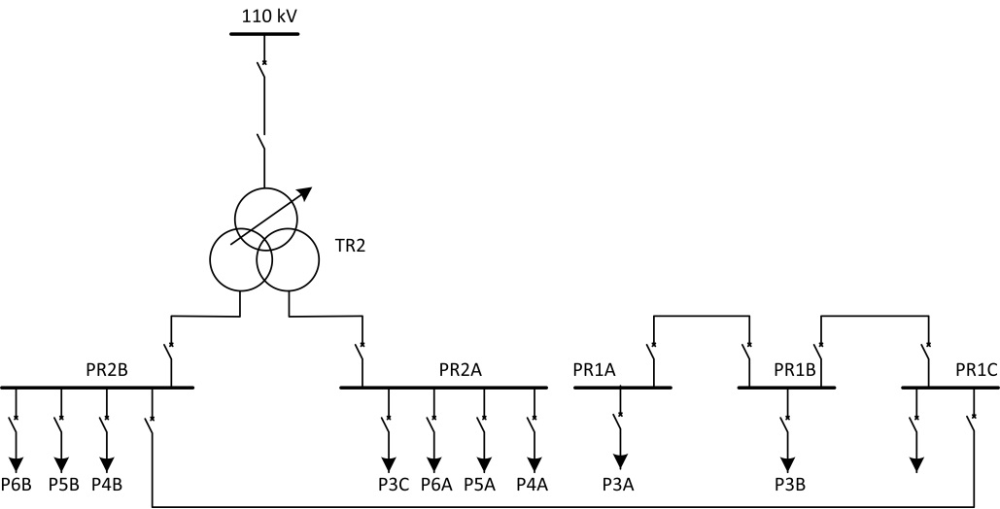 110 kV
TR2
PR2B
PR2A
PR1A
PR1B
PR1C
P6B
P5B
P4B
P3C
P6A
P5A
P4A
P3A
P3B